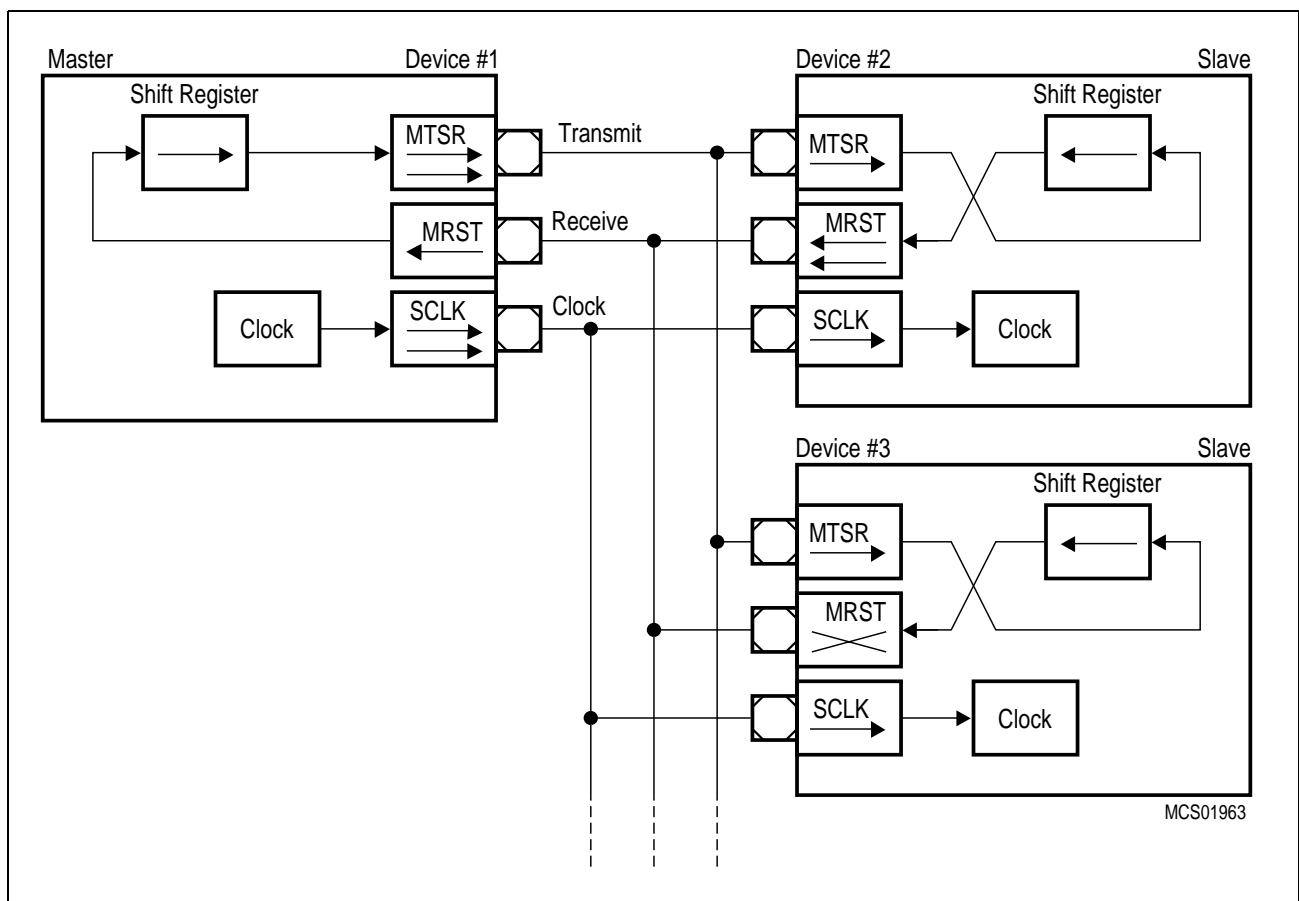 Master Device #1
Shift Register
MTSR
Transmit
MRST
Receive
Clock
SCLK
Clock
Device #2 Slave
Shift Register
MTSR
MRST
SCLK
Clock
Device #3 Slave
Shift Register
MTSR
MRST
SCLK
Clock
MCS01963